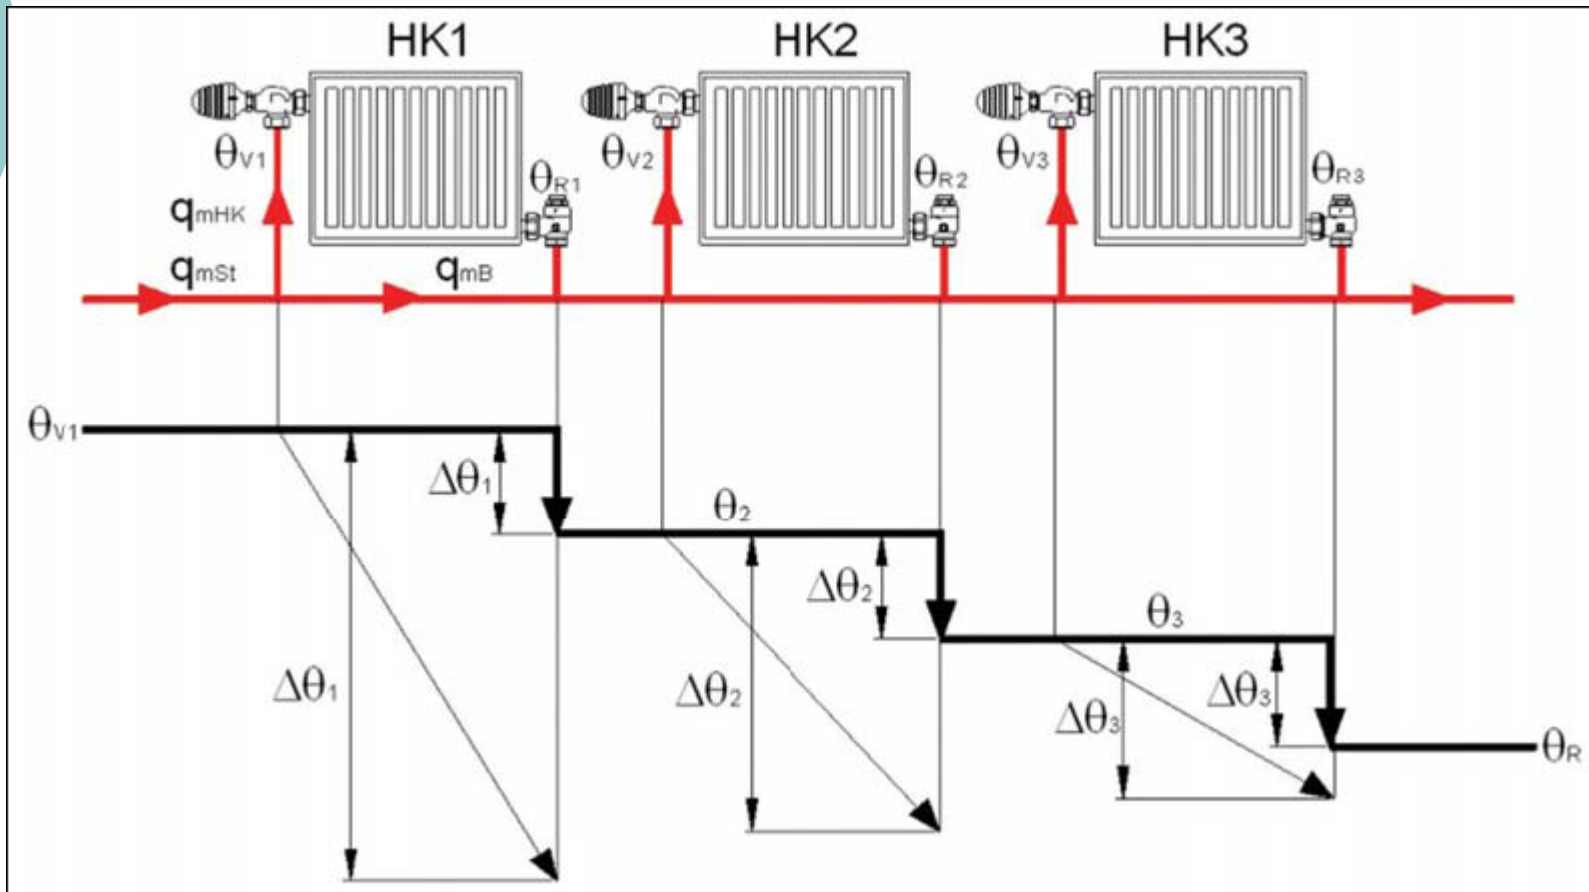 HK1 HK2 HK3
θV1 θV2 θV3
θR1 θR2 θR3
qmHK
qmSt qmB
θV1
Δθ1
θ2
Δθ2
θ3
Δθ1 Δθ2 Δθ3 Δθ3
θR